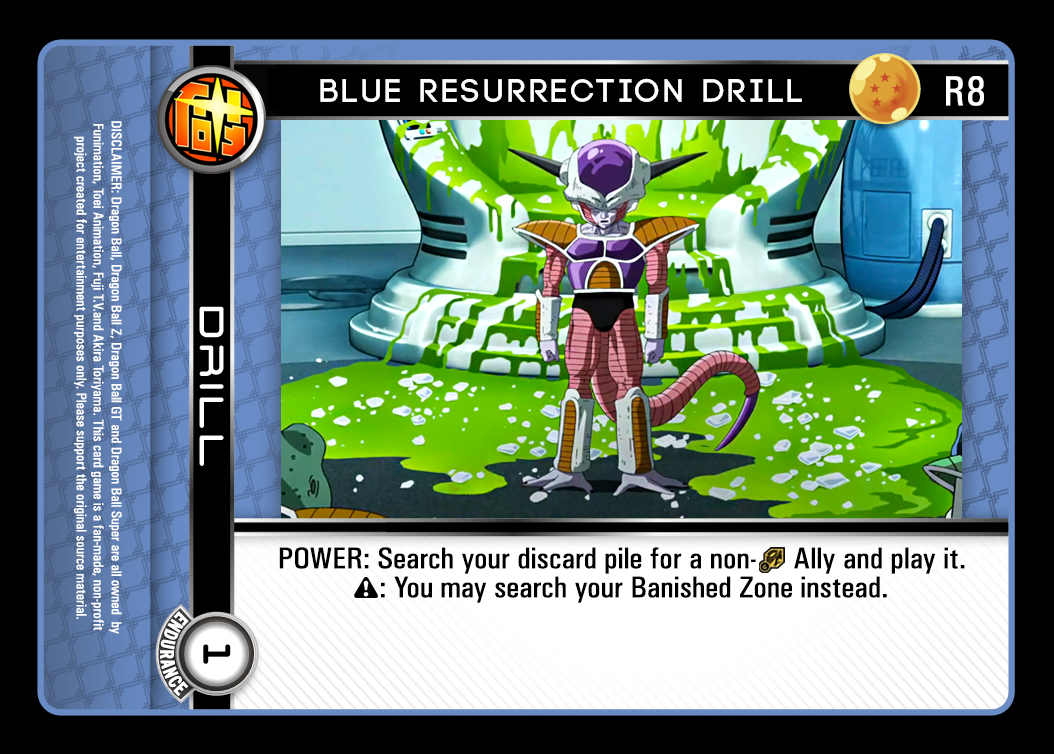 BLUE RESURRECTION DRILL
R8
DRILL
DISCLAIMER: Dragon Ball, Dragon Ball Z, Dragon Ball GT and Dragon Ball Super are all owned by
Funimation, Toei Animation, Fuji T.V.and Akira Toriyama. This card game is a fan-made, non-profit
project created for entertainment purposes only. Please support the original source material.
POWER: Search your discard pile for a non- Ally and play it.
: You may search your Banished Zone instead.
1
ENDURANCE